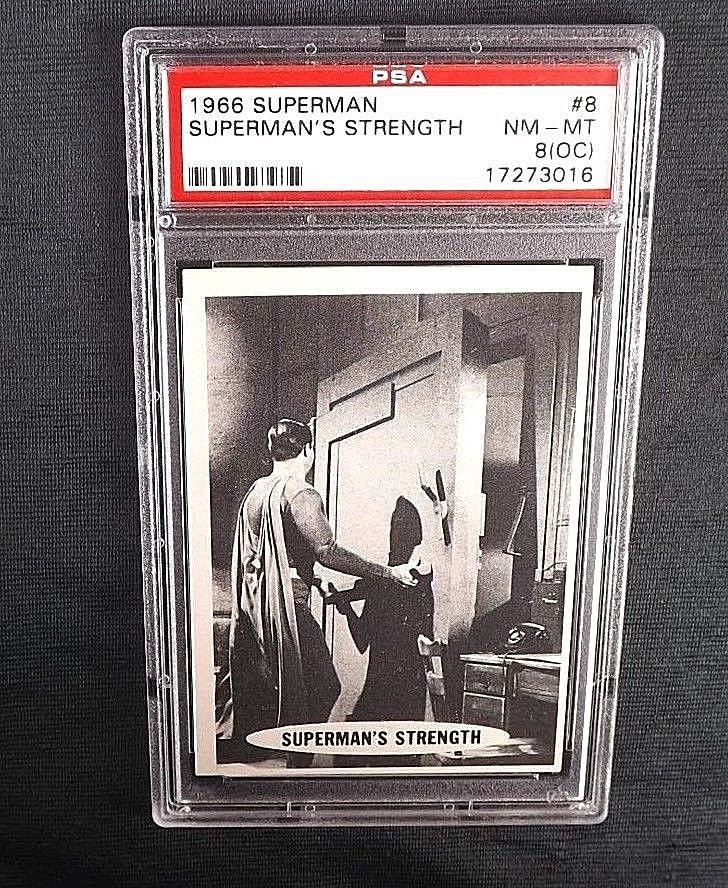 PSA
1966 SUPERMAN #8
SUPERMAN'S STRENGTH NM – MT
8(OC)
17273016
SUPERMAN'S STRENGTH